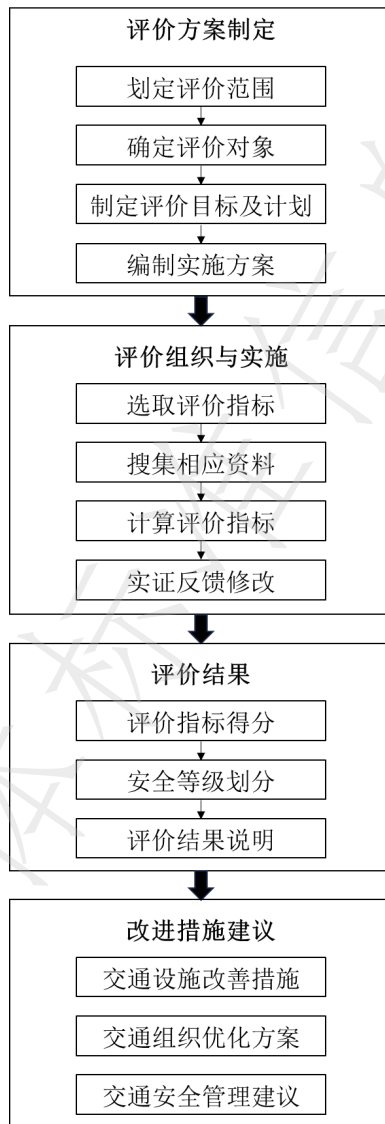 评价方案制定
划定评价范围
确定评价对象
制定评价目标及计划
编制实施方案
评价组织与实施
选取评价指标
搜集相应资料
计算评价指标
实证反馈修改
评价结果
评价指标得分
安全等级划分
评价结果说明
改进措施建议
交通设施改善措施
交通组织优化方案
交通安全管理建议
体标准信